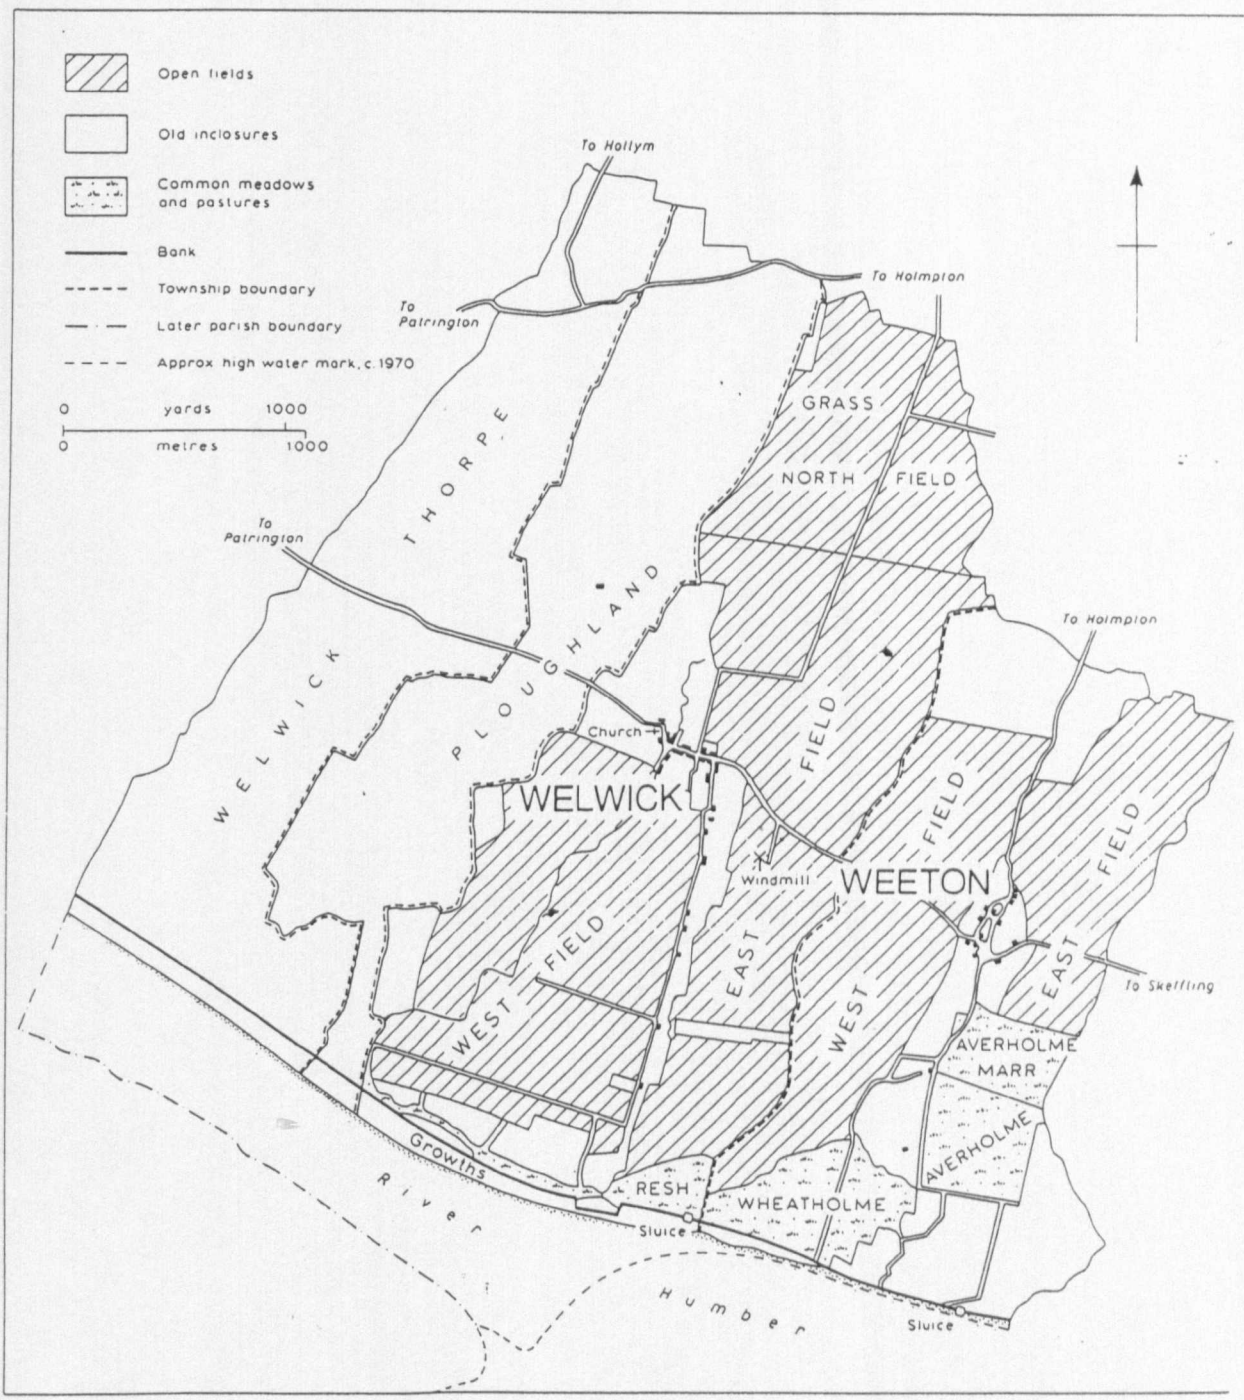 Open fields
Old inclosures
Common meadows
and pastures
Bank
Township boundary
Later parish boundary
Approx high water mark, c.1970
0 yards 1000
0 metres 1000
To Hollym
To Holmpton
To
Patrington
GRASS
NORTH FIELD
THORPE
To
Patrington
PLOUGHLAND
WELWICK
To Holmpton
Church
WELWICK
FIELD
FIELD
FIELD
Windmill
WEETON
WEST FIELD
EAST
WEST
EAST
To Skeffling
AVERHOLME
MARR
AVERHOLME
Growths
RESH
WHEATHOLME
Sluice
River
Humber
Sluice